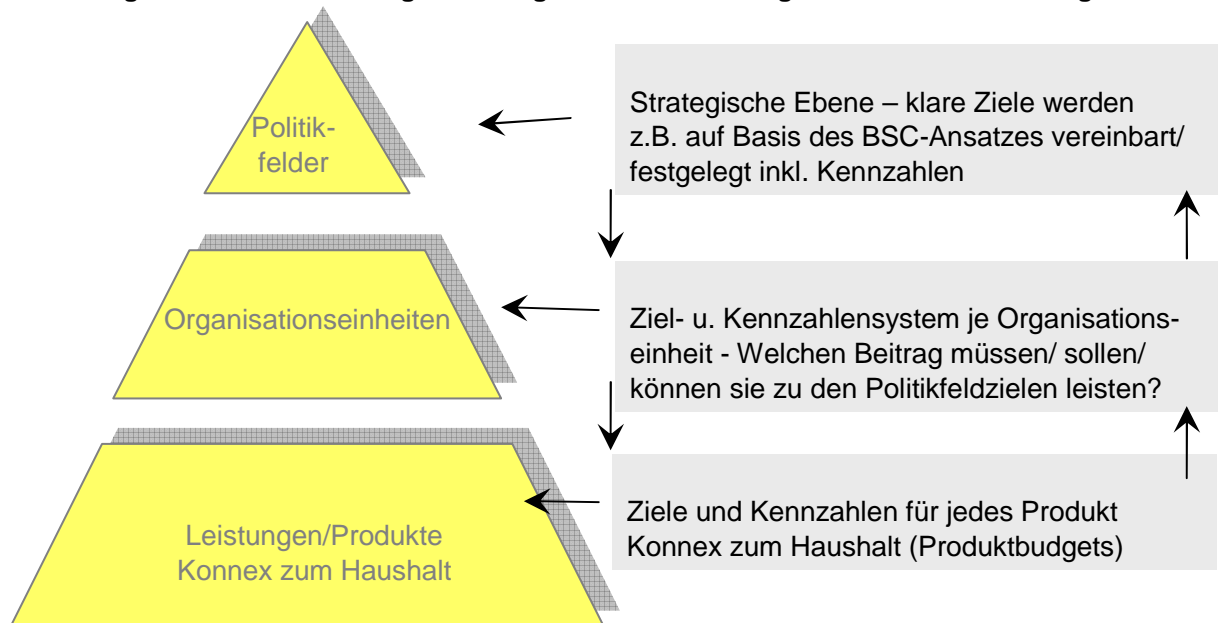 Politik-
felder
Strategische Ebene – klare Ziele werden
z.B. auf Basis des BSC-Ansatzes vereinbart/
festgelegt inkl. Kennzahlen
Organisationseinheiten
Ziel- u. Kennzahlensystem je Organisations-
einheit - Welchen Beitrag müssen/ sollen/
können sie zu den Politikfeldzielen leisten?
Leistungen/Produkte
Konnex zum Haushalt
Ziele und Kennzahlen für jedes Produkt
Konnex zum Haushalt (Produktbudgets)